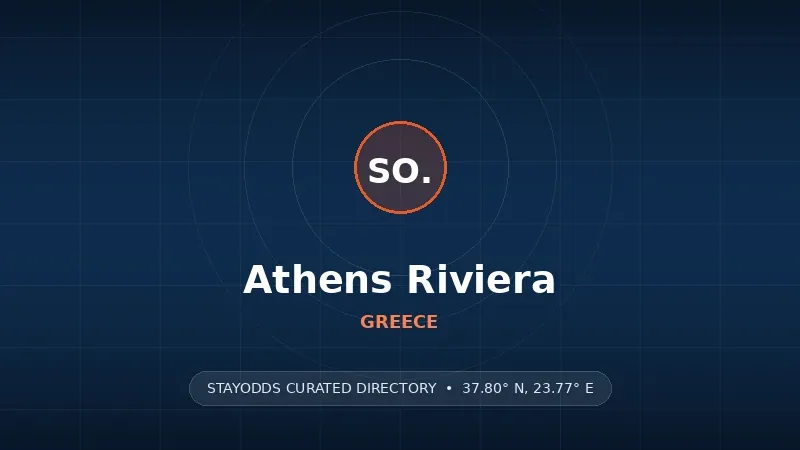 SO.
Athens Riviera
GREECE
STAYODDS CURATED DIRECTORY • 37.80° N, 23.77° E